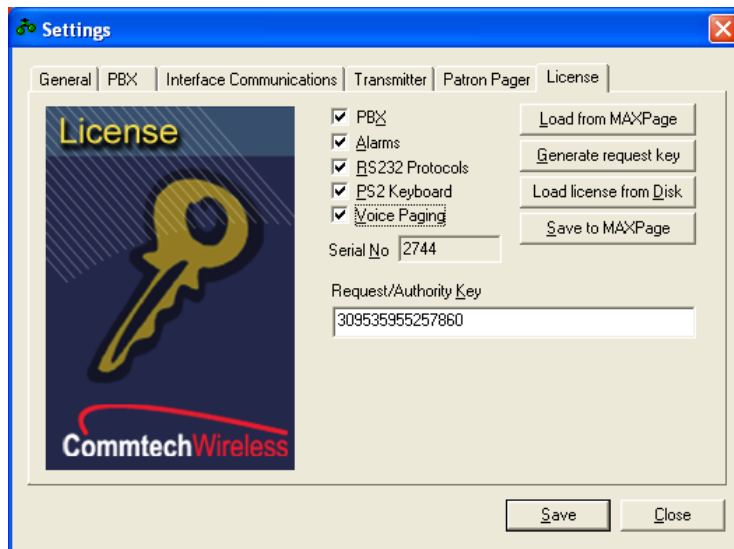 Settings
General PBX Interface Communications Transmitter Patron Pager License
License
PBX
Alarms
RS232 Protocols
PS2 Keyboard
Voice Paging
Serial No 2744
Load from MAXPage
Generate request key
Load license from Disk
Save to MAXPage
Request/Authority Key
309535955257860
CommtechWireless
Save Close